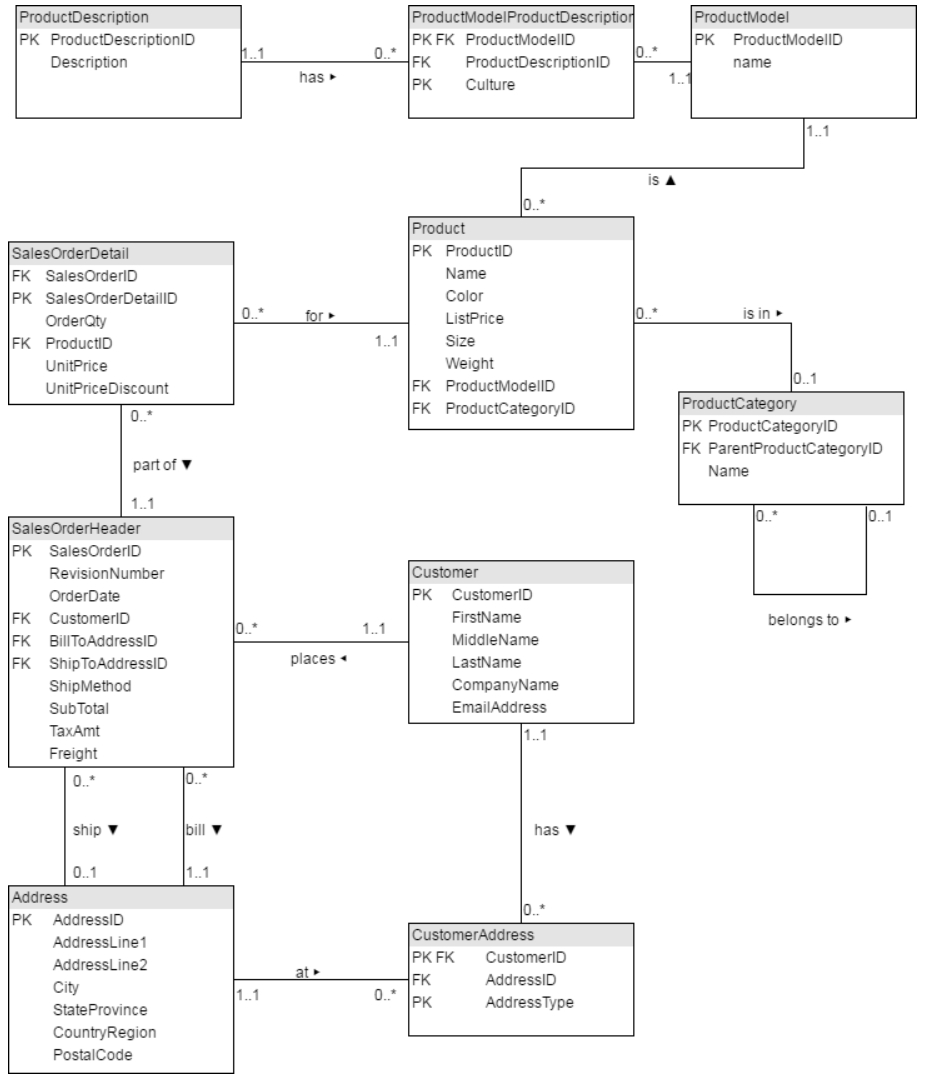 ProductDescription
PK ProductDescriptionID
Description
1..1
0..*
has ▸
ProductModelProductDescription
PK FK ProductModelID
FK ProductDescriptionID
PK Culture
0..*
1..1
ProductModel
PK ProductModelID
name
1..1
is ▲
0..*
Product
PK ProductID
Name
Color
ListPrice
Size
Weight
FK ProductModelID
FK ProductCategoryID
SalesOrderDetail
FK SalesOrderID
PK SalesOrderDetailID
OrderQty
FK ProductID
UnitPrice
UnitPriceDiscount
0..*
for ▸
1..1
0..*
is in ▸
0..1
ProductCategory
PK ProductCategoryID
FK ParentProductCategoryID
Name
0..*
0..1
belongs to ▸
0..*
part of ▼
1..1
SalesOrderHeader
PK SalesOrderID
RevisionNumber
OrderDate
FK CustomerID
FK BillToAddressID
FK ShipToAddressID
ShipMethod
SubTotal
TaxAmt
Freight
0..*
1..1
places ◂
Customer
PK CustomerID
FirstName
MiddleName
LastName
CompanyName
EmailAddress
1..1
has ▼
0..*
0..*
0..*
ship ▼
bill ▼
0..1
1..1
Address
PK AddressID
AddressLine1
AddressLine2
City
StateProvince
CountryRegion
PostalCode
at ▸
1..1
0..*
CustomerAddress
PK FK CustomerID
FK AddressID
PK AddressType